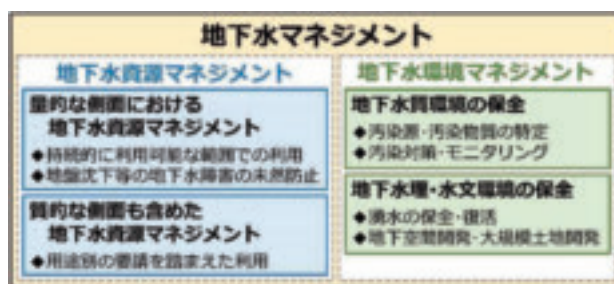 地下水マネジメント
地下水資源マネジメント
量的な側面における
地下水資源マネジメント
◆持続的に利用可能な範囲での利用
◆地盤沈下等の地下水障害の未然防止
質的な側面も含めた
地下水資源マネジメント
◆用途別の要請を踏まえた利用
地下水環境マネジメント
地下水質環境の保全
◆汚染源・汚染物質の特定
◆汚染対策・モニタリング
地下水理・水文環境の保全
◆湧水の保全・復活
◆地下空間開発・大規模土地開発